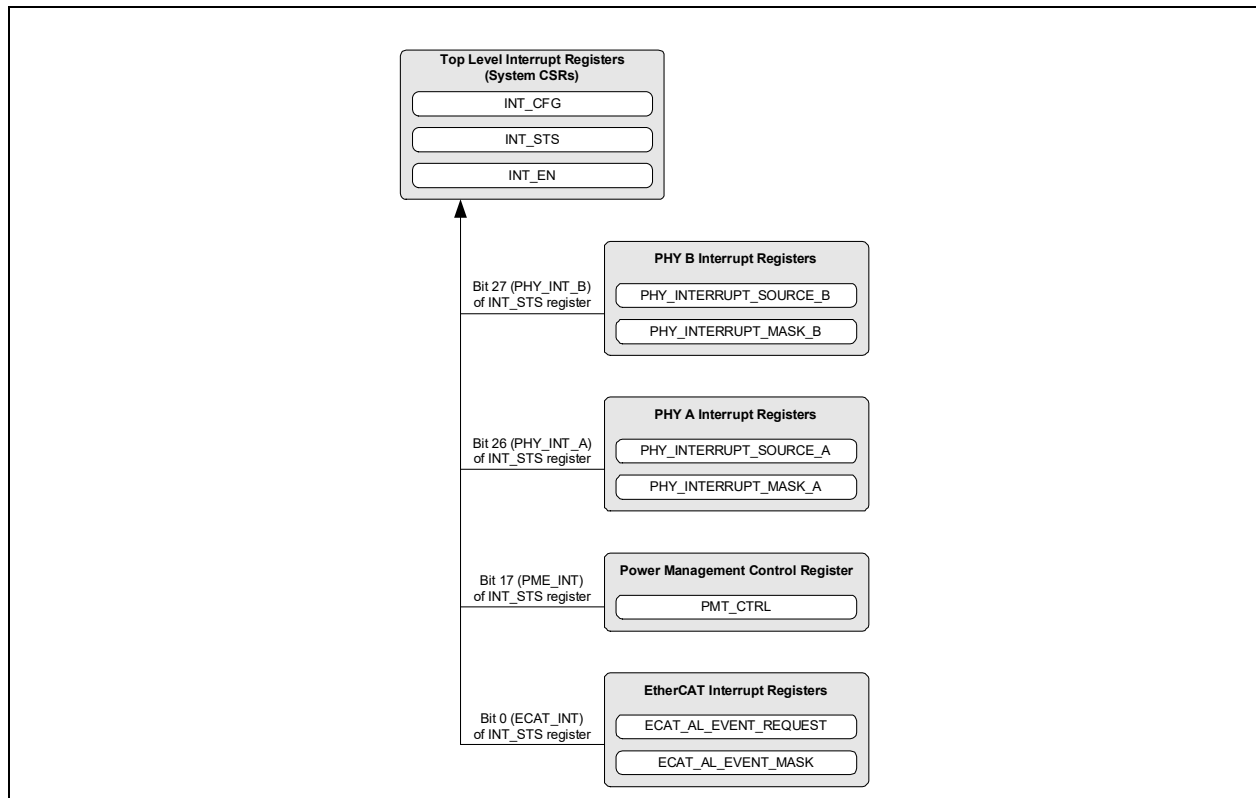 Top Level Interrupt Registers
(System CSRs)
INT_CFG
INT_STS
INT_EN
PHY B Interrupt Registers
Bit 27 (PHY_INT_B)
of INT_STS register
PHY_INTERRUPT_SOURCE_B
PHY_INTERRUPT_MASK_B
PHY A Interrupt Registers
Bit 26 (PHY_INT_A)
of INT_STS register
PHY_INTERRUPT_SOURCE_A
PHY_INTERRUPT_MASK_A
Power Management Control Register
Bit 17 (PME_INT)
of INT_STS register
PMT_CTRL
EtherCAT Interrupt Registers
Bit 0 (ECAT_INT)
of INT_STS register
ECAT_AL_EVENT_REQUEST
ECAT_AL_EVENT_MASK